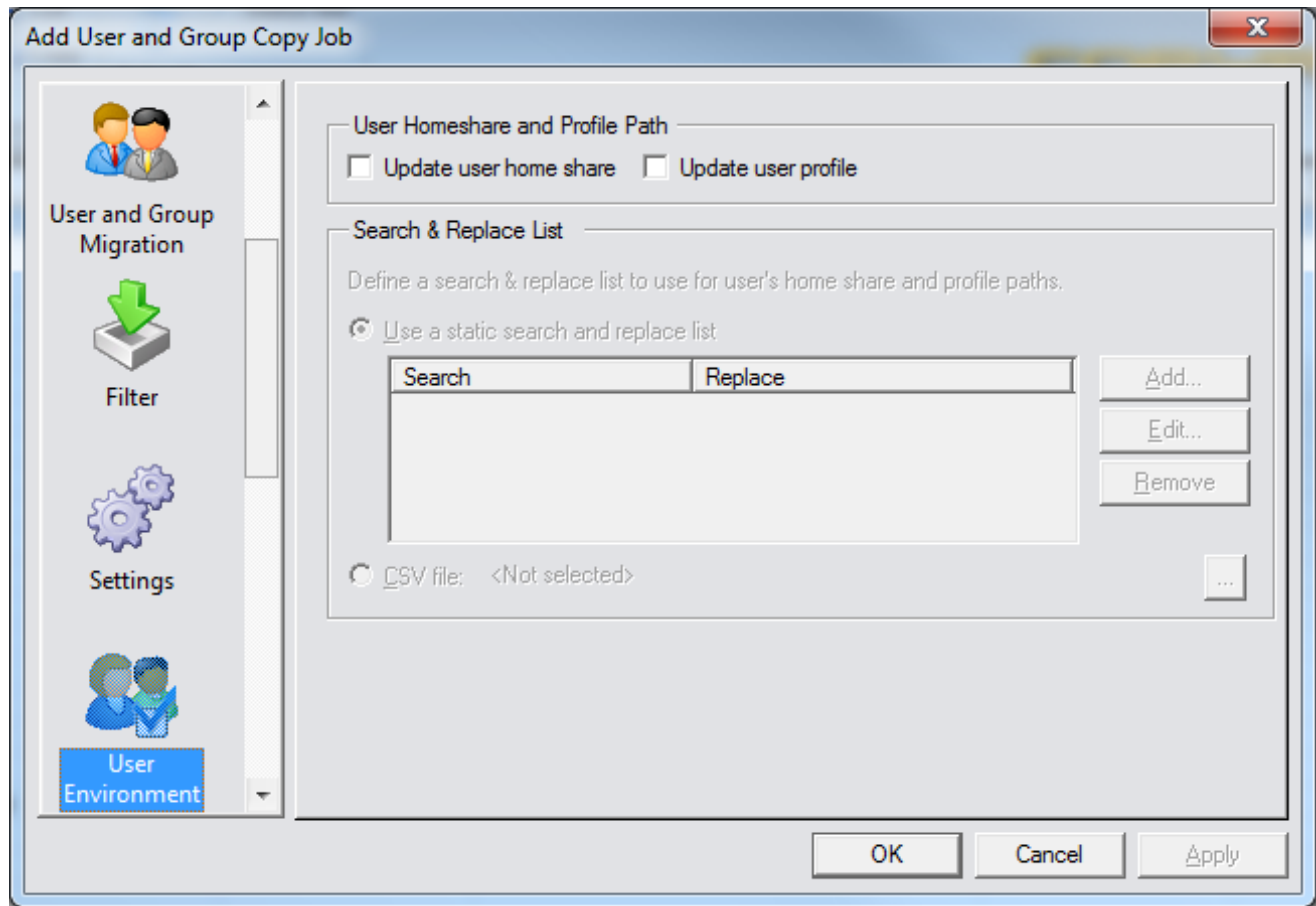 Add User and Group Copy Job
User and Group
Migration
Filter
Settings
User
Environment
User Homeshare and Profile Path
Update user home share
Update user profile
Search & Replace List
Define a search & replace list to use for user's home share and profile paths.
Use a static search and replace list
Search
Replace
Add...
Edit...
Remove
CSV file:
<Not selected>
...
OK
Cancel
Apply